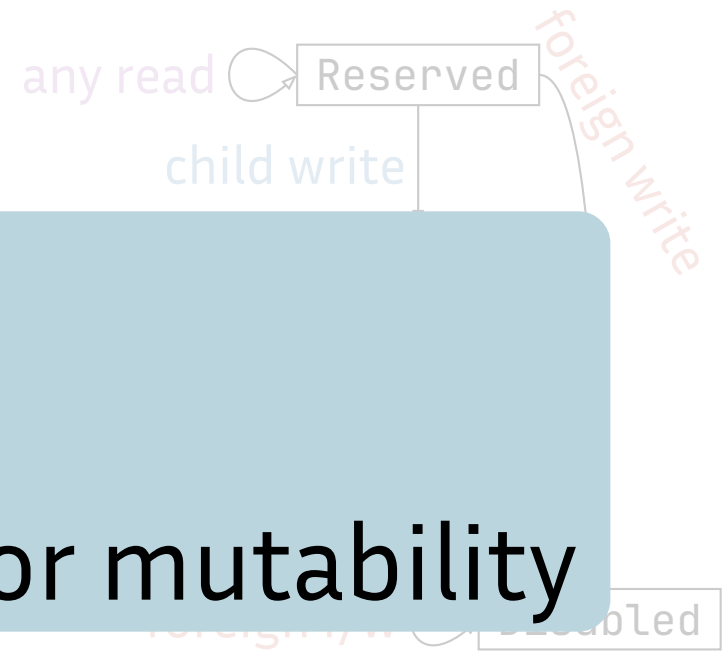 any read
Reserved
foreign write
child write
or mutability